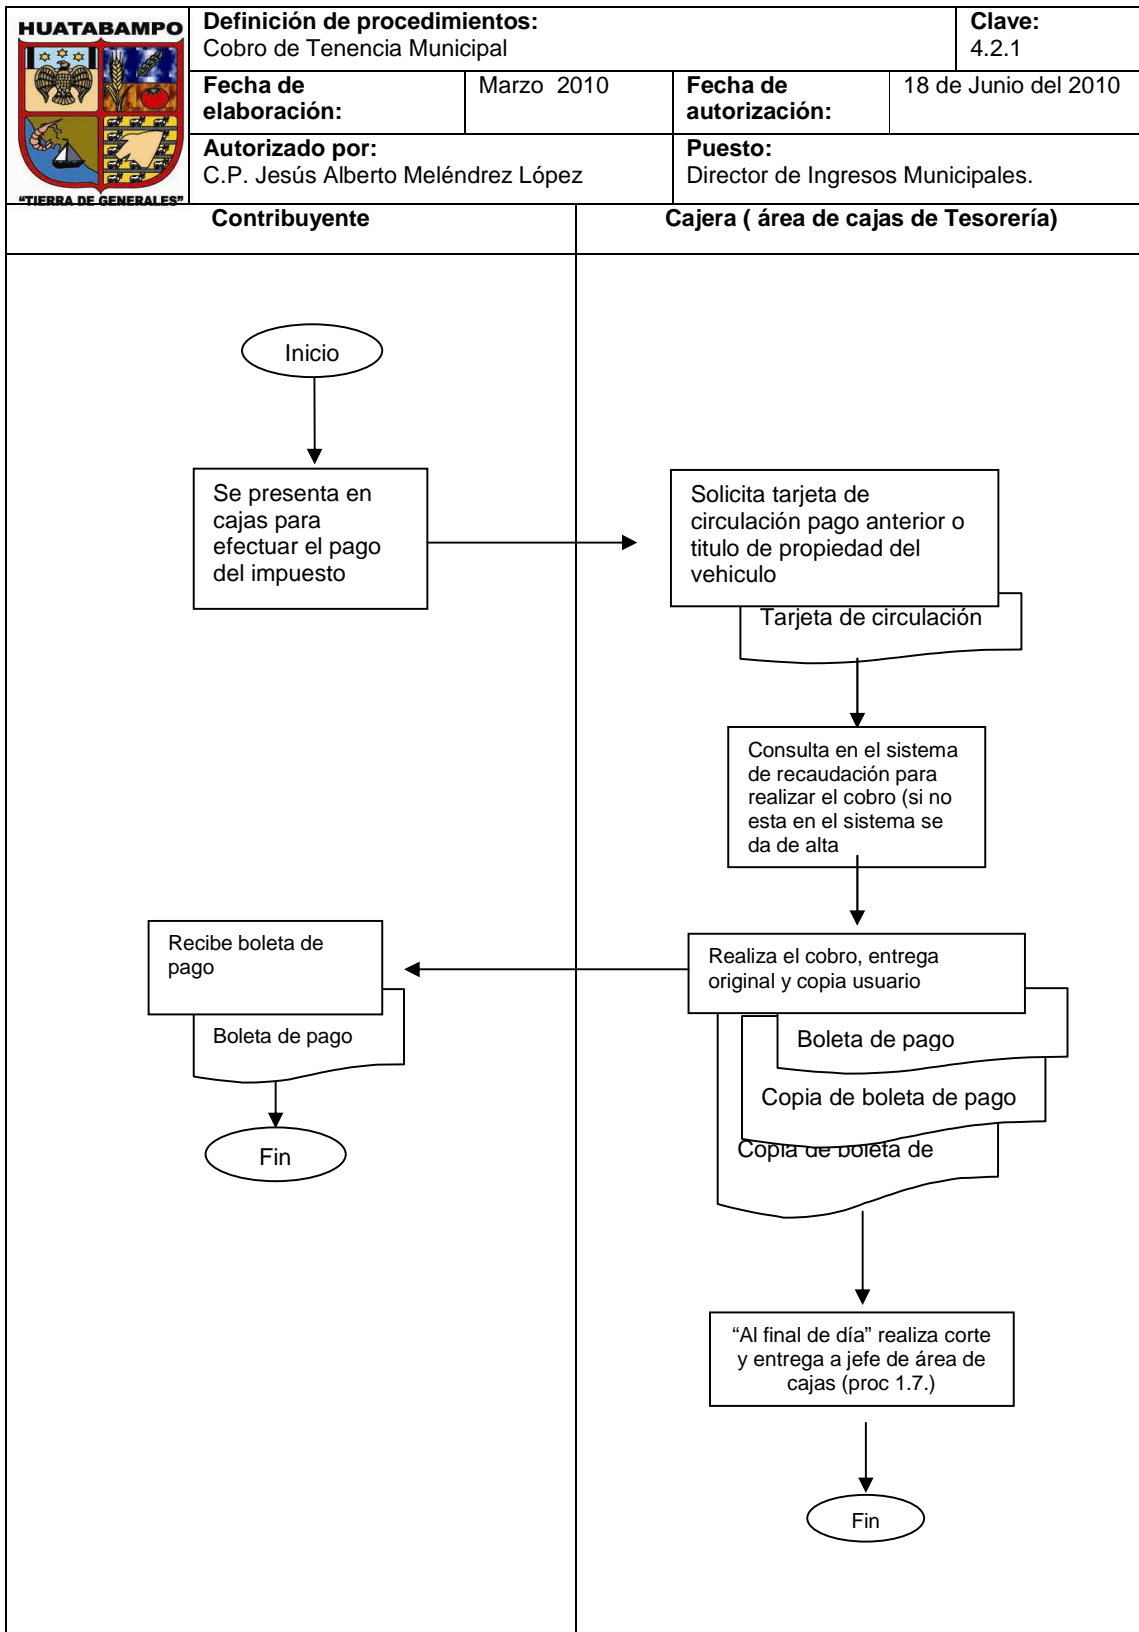 HUATABAMPO
"TIERRA DE GENERALES"
Definición de procedimientos:
Cobro de Tenencia Municipal
Clave:
4.2.1
Fecha de
elaboración:
Marzo 2010
Fecha de
autorización:
18 de Junio del 2010
Autorizado por:
C.P. Jesús Alberto Meléndrez López
Puesto:
Director de Ingresos Municipales.
Contribuyente
Cajera ( área de cajas de Tesorería)
Inicio
Se presenta en
cajas para
efectuar el pago
del impuesto
Solicita tarjeta de
circulación pago anterior o
titulo de propiedad del
vehiculo
Tarjeta de circulación
Consulta en el sistema
de recaudación para
realizar el cobro (si no
esta en el sistema se
da de alta
Realiza el cobro, entrega
original y copia usuario
Boleta de pago
Copia de boleta de pago
Copia de boleta de
Recibe boleta de
pago
Boleta de pago
Fin
“Al final de día” realiza corte
y entrega a jefe de área de
cajas (proc 1.7.)
Fin